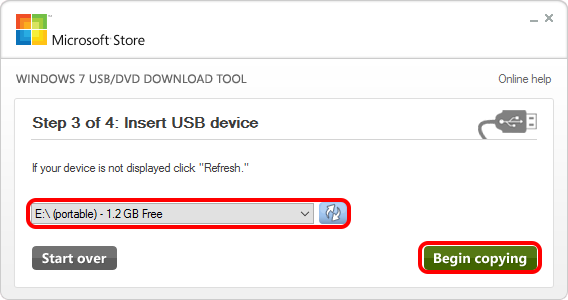 Microsoft Store
WINDOWS 7 USB/DVD DOWNLOAD TOOL
Online help
Step 3 of 4: Insert USB device
If your device is not displayed click "Refresh."
E:\ (portable) - 1.2 GB Free
Start over
Begin copying